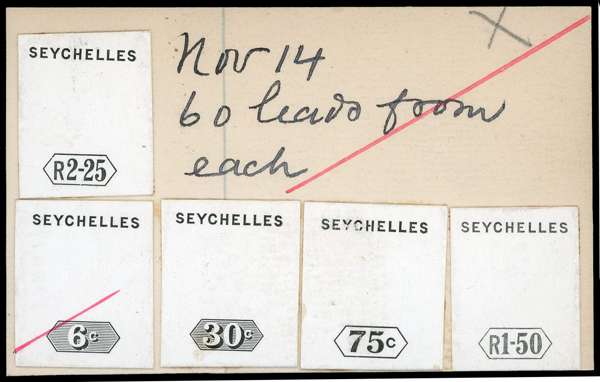 SEYCHELLES
R2-25
Nov 14
60 leads from
each
SEYCHELLES
6c
SEYCHELLES
30c
SEYCHELLES
75c
SEYCHELLES
R1-50